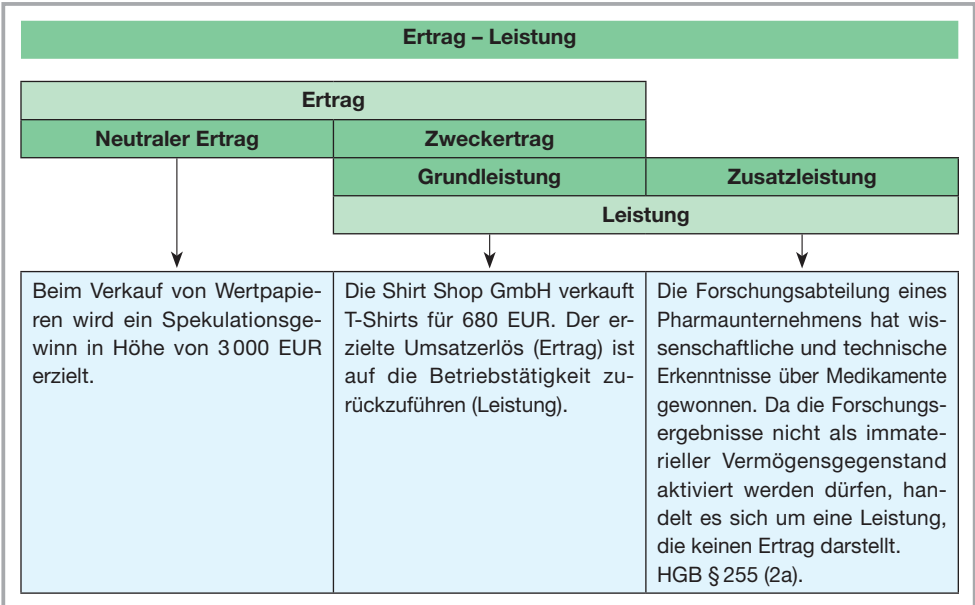 Ertrag – Leistung
Ertrag
Neutraler Ertrag
Zweckertrag
Grundleistung
Zusatzleistung
Leistung
Beim Verkauf von Wertpapie-
ren wird ein Spekulationsge-
winn in Höhe von 3 000 EUR
erzielt.
Die Shirt Shop GmbH verkauft
T-Shirts für 680 EUR. Der er-
zielte Umsatzerlös (Ertrag) ist
auf die Betriebstätigkeit zu-
rückzuführen (Leistung).
Die Forschungsabteilung eines
Pharmaunternehmens hat wis-
senschaftliche und technische
Erkenntnisse über Medikamente
gewonnen. Da die Forschungs-
ergebnisse nicht als immate-
rieller Vermögensgegenstand
aktiviert werden dürfen, han-
delt es sich um eine Leistung,
die keinen Ertrag darstellt.
HGB § 255 (2a).